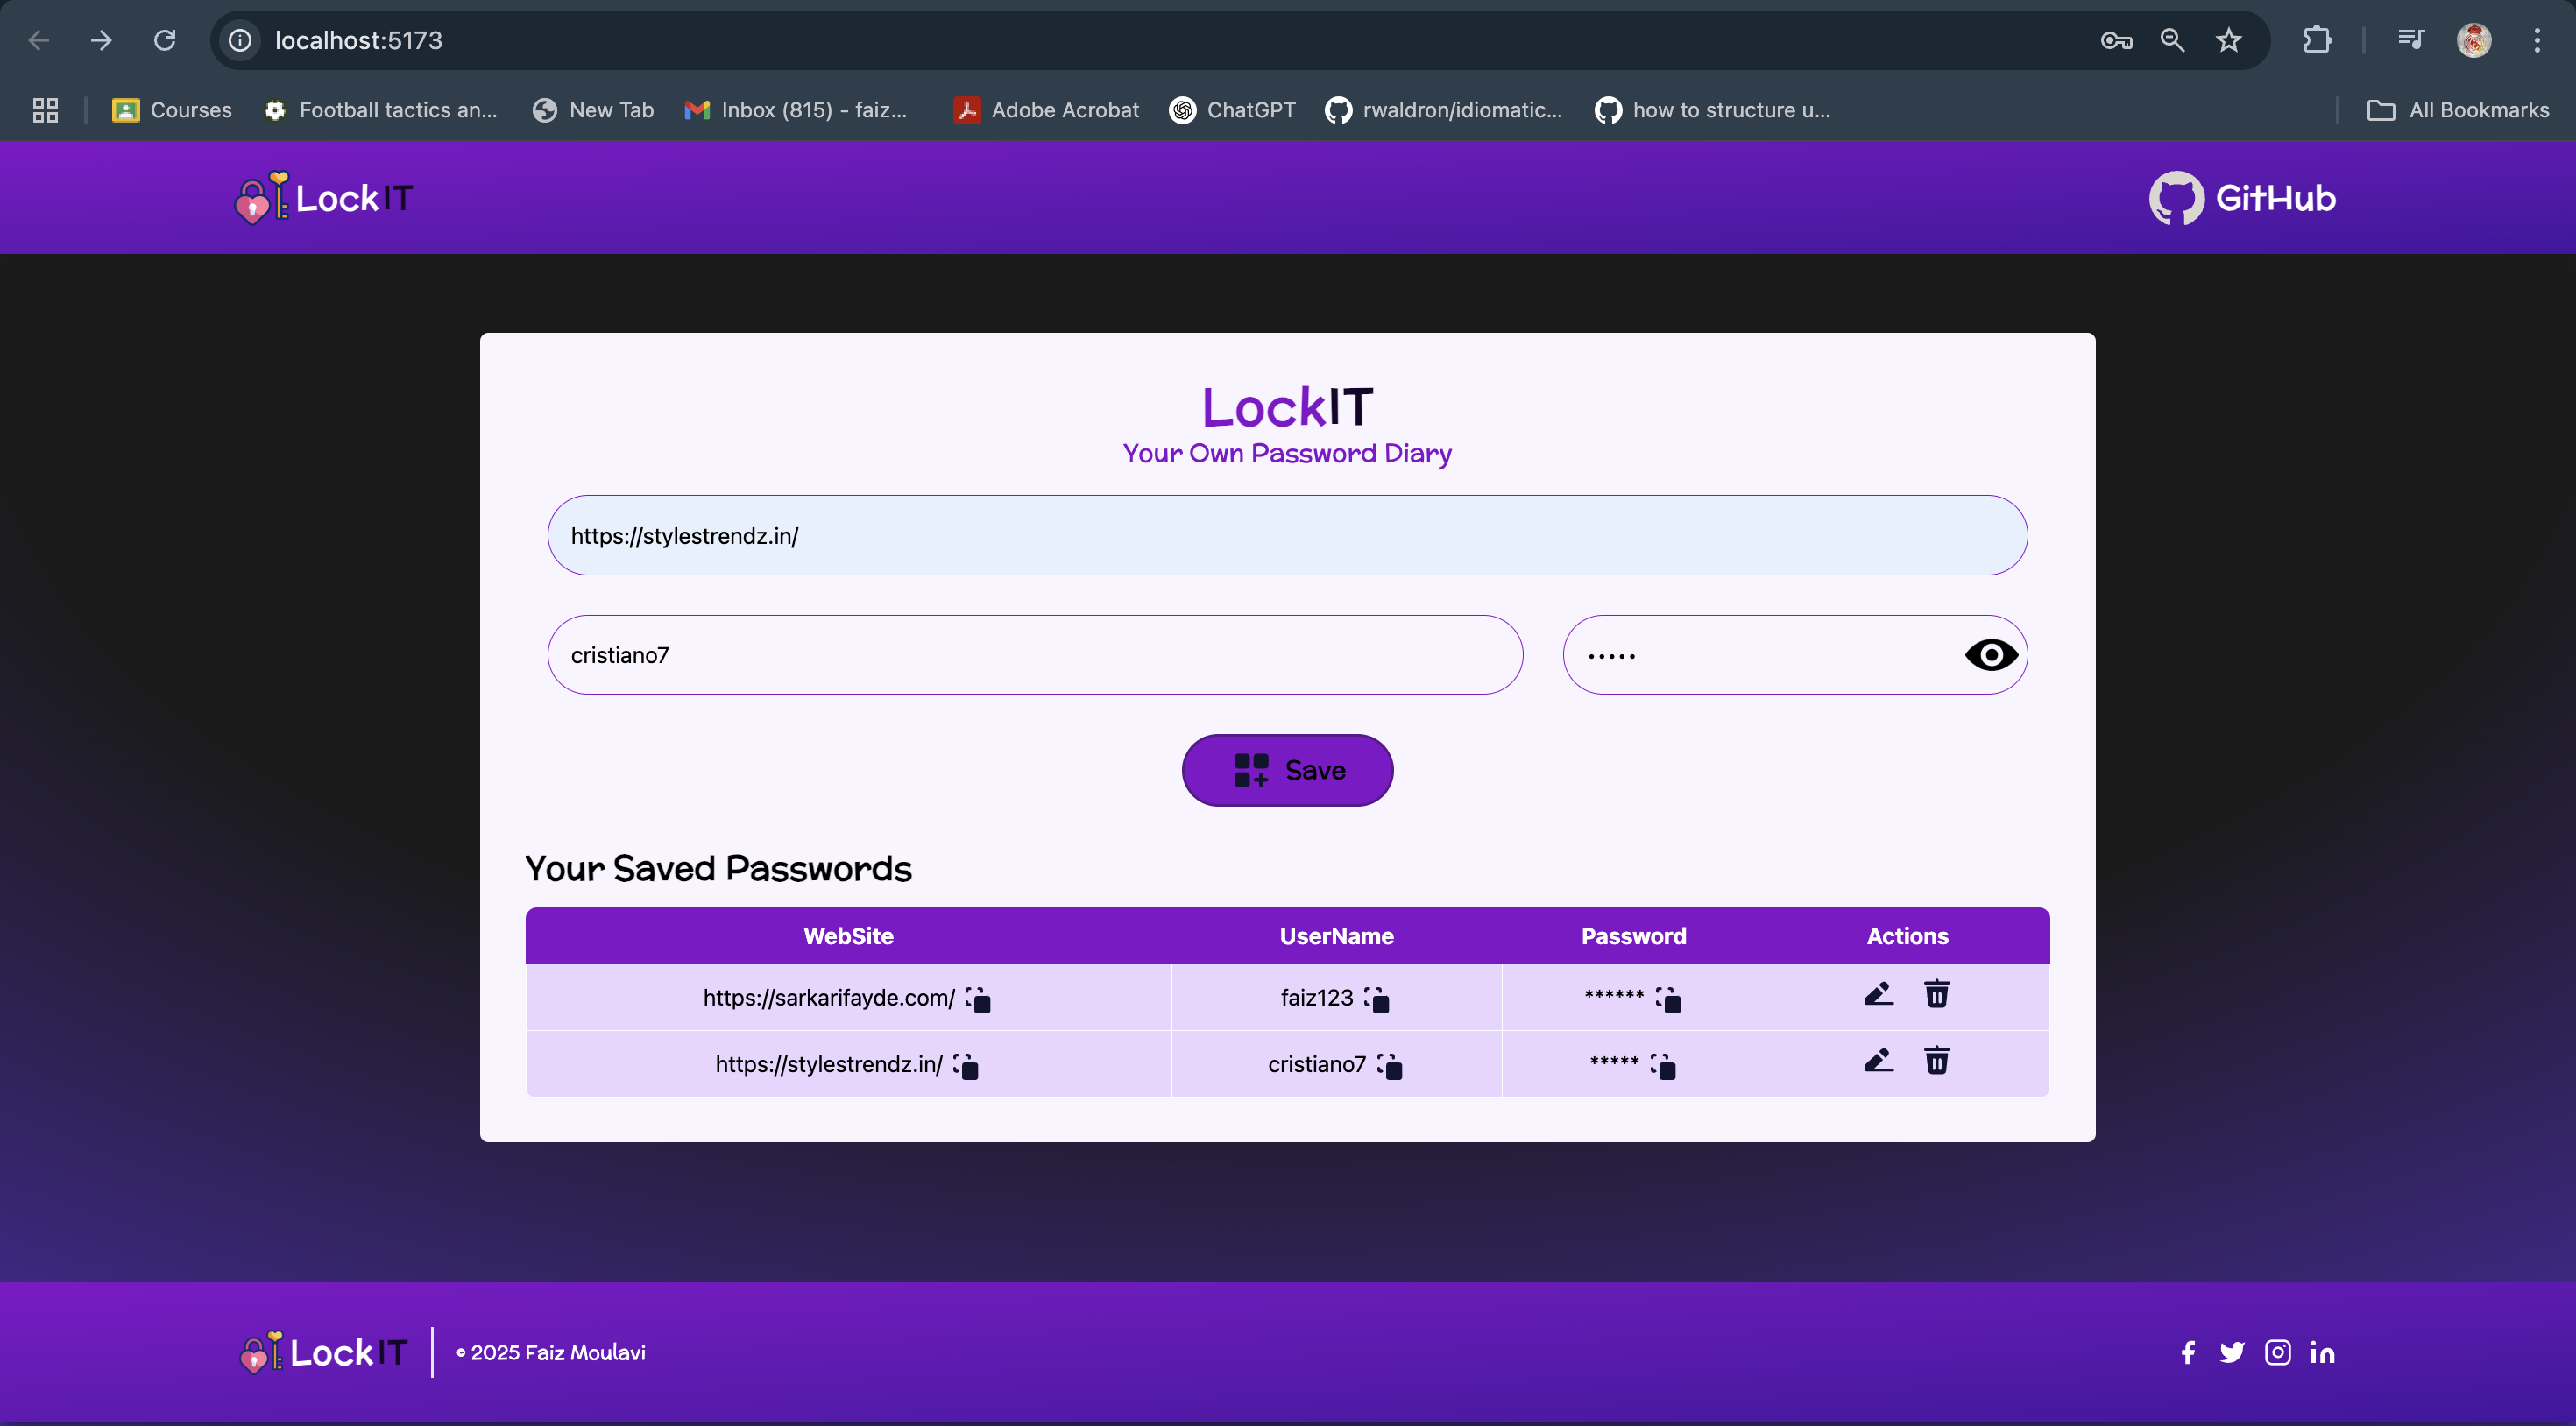 localhost:5173
Courses Football tactics an... New Tab Inbox (815) - faiz... Adobe Acrobat ChatGPT rwaldron/idiomatic... how to structure u... All Bookmarks
LockIT GitHub
LockIT
Your Own Password Diary
https://stylestrendz.in/
cristiano7 •••••
Save
Your Saved Passwords
WebSite UserName Password Actions
https://sarkarifayde.com/ faiz123 ******
https://stylestrendz.in/ cristiano7 *****
LockIT © 2025 Faiz Moulavi